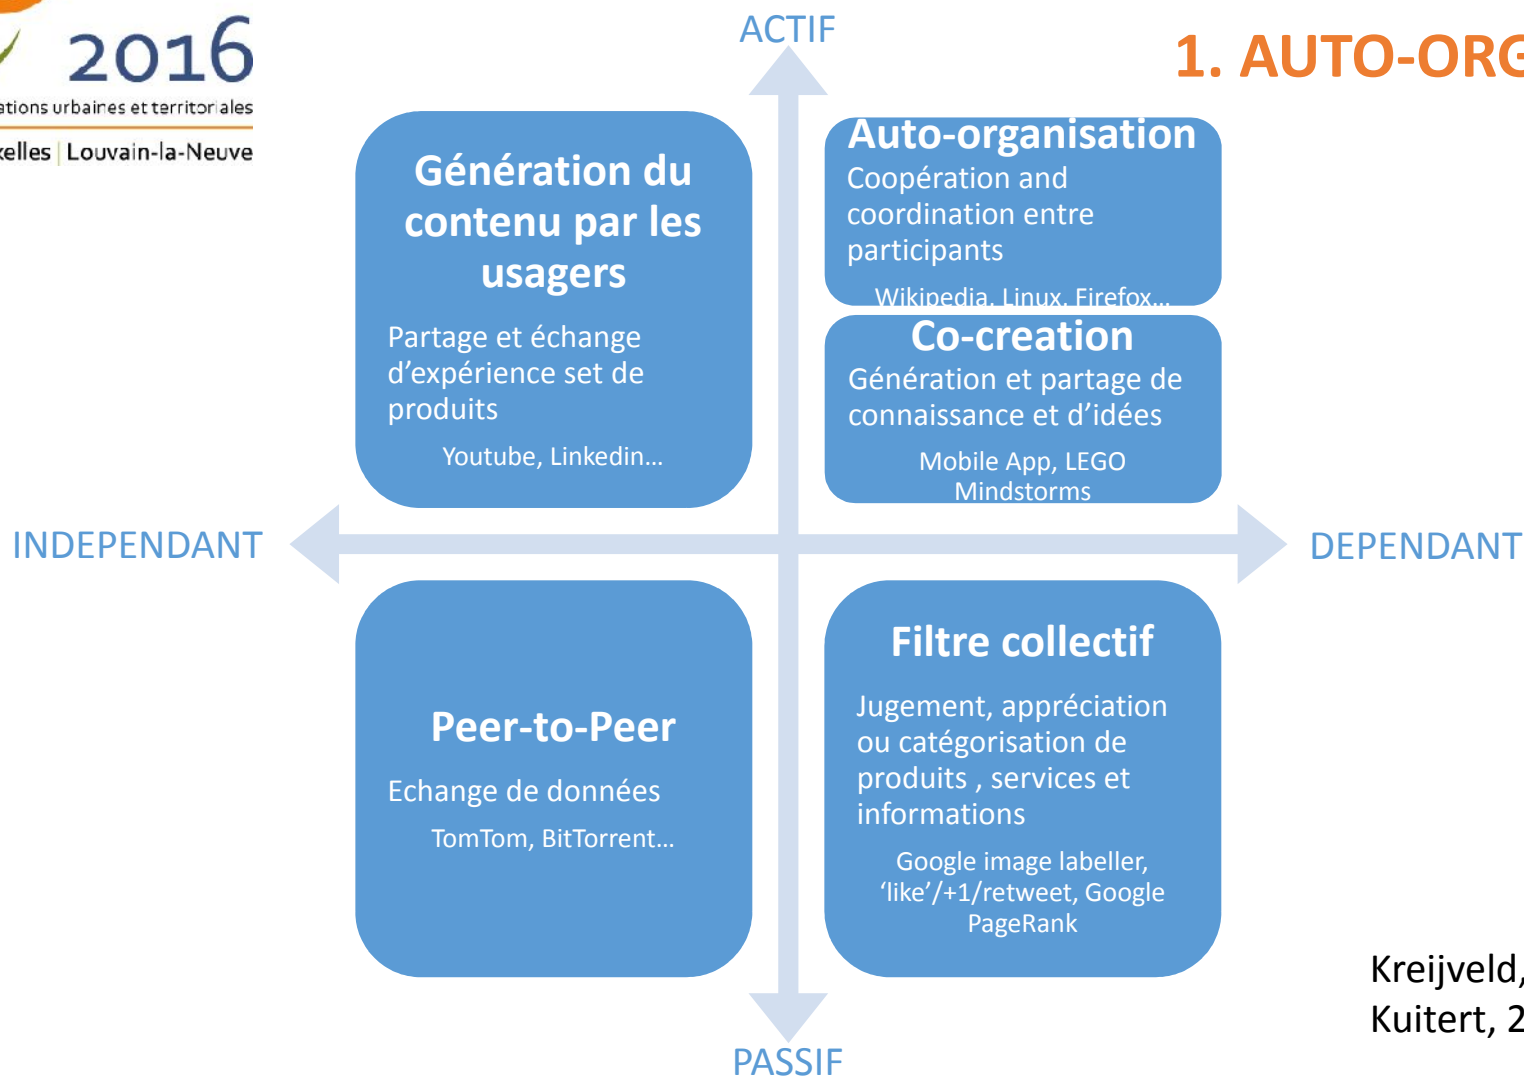 2016
ations urbaines et territoriales
xelles | Louvain-la-Neuve
ACTIF
1. AUTO-ORG
Génération du
contenu par les
usagers
Partage et échange
d’expérience set de
produits
Youtube, Linkedin…
Auto-organisation
Coopération and
coordination entre
participants
Wikipedia, Linux, Firefox…
Co-creation
Génération et partage de
connaissance et d’idées
Mobile App, LEGO
Mindstorms
INDEPENDANT
DEPENDANT
Peer-to-Peer
Echange de données
TomTom, BitTorrent…
Filtre collectif
Jugement, appréciation
ou catégorisation de
produits , services et
informations
Google image labeller,
‘like’/+1/retweet, Google
PageRank
Kreijveld,
Kuitert, 2
PASSIF